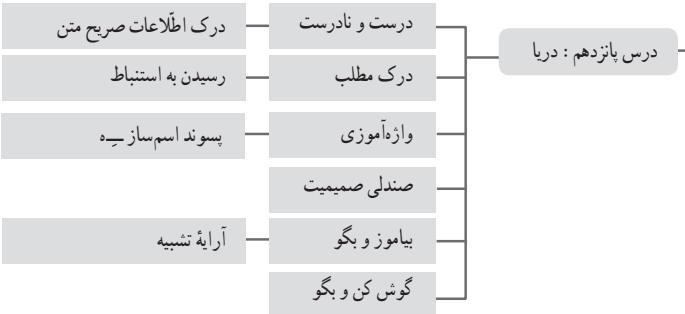 درس پانزدهم : دریا
درست و نادرست
درک اطّلاعات صریح متن
درک مطلب
رسیدن به استنباط
واژه‌آموزی
پسوند اسم‌ساز ـــِـ ه
صندلی صمیمیت
بیاموز و بگو
آرایهٔ تشبیه
گوش کن و بگو